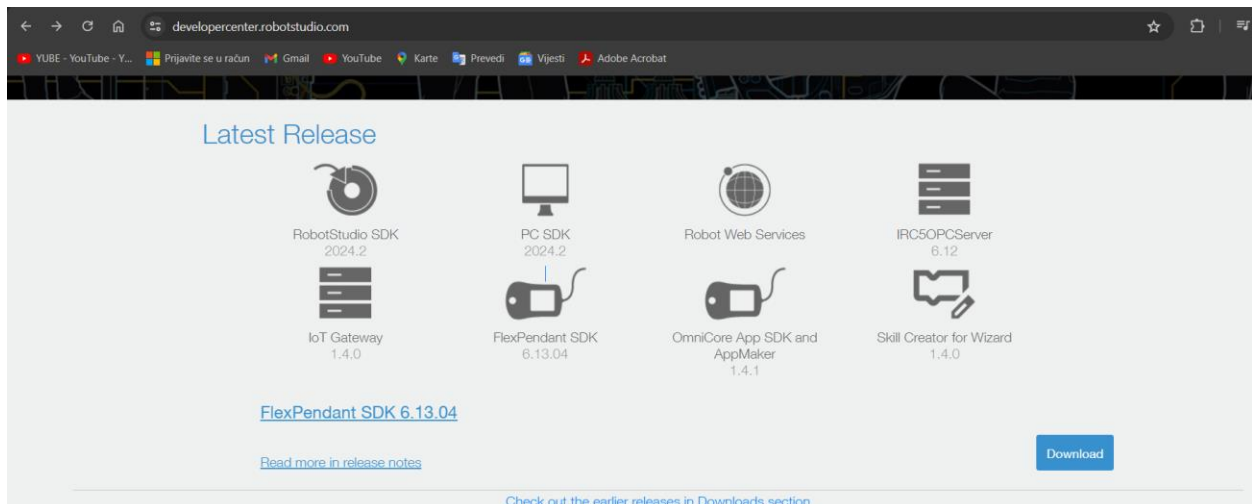 developercenter.robotstudio.com
YUBE - YouTube - Y... Prijavite se u račun Gmail YouTube Karte Prevedi Vijesti Adobe Acrobat
Latest Release
RobotStudio SDK
2024.2
PC SDK
2024.2
Robot Web Services
IRC5OPCServer
6.12
IoT Gateway
1.4.0
FlexPendant SDK
6.13.04
OmniCore App SDK and
AppMaker
1.4.1
Skill Creator for Wizard
1.4.0
FlexPendant SDK 6.13.04
Read more in release notes
Download
Check out the earlier releases in Downloads section